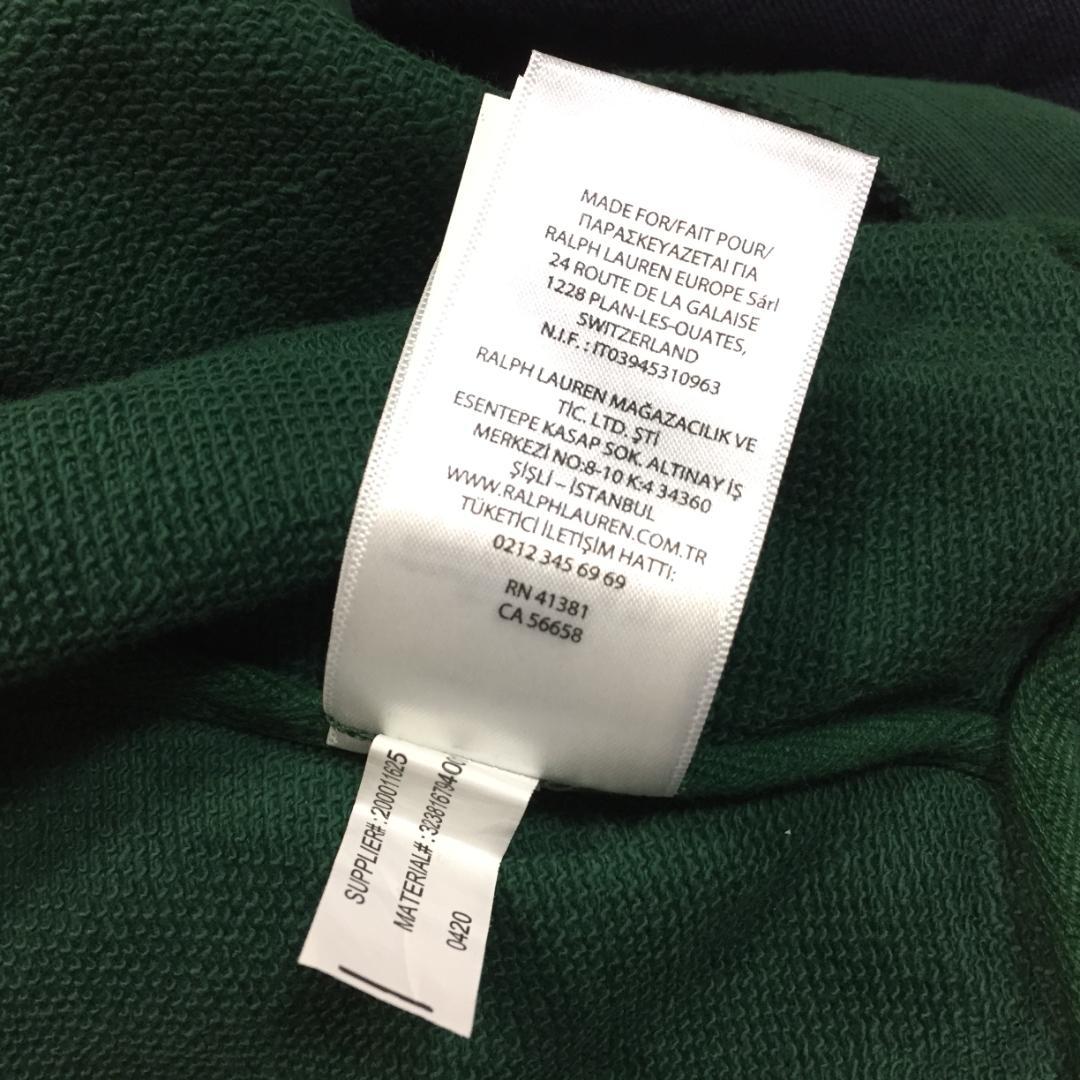 MADE FOR/FAIT POUR/
ΠΑΡΑΣΚΕΥΑΖΕΤΑΙ ΓΙΑ
RALPH LAUREN EUROPE Sárl
24 ROUTE DE LA GALAISE
1228 PLAN-LES-OUATES,
SWITZERLAND
N.I.F. : IT03945310963
RALPH LAUREN MAĞAZACILIK VE
TİC. LTD. ŞTİ
ESENTEPE KASAP SOK. ALTINAY İŞ
MERKEZİ NO:8-10 K-4 34360
ŞİŞLİ – İSTANBUL
WWW.RALPHLAUREN.COM.TR
TÜKETİCİ İLETİŞİM HATTI:
0212 345 69 69
RN 41381
CA 56658
SUPPLIER#:200011625
MATERIAL#:
0420